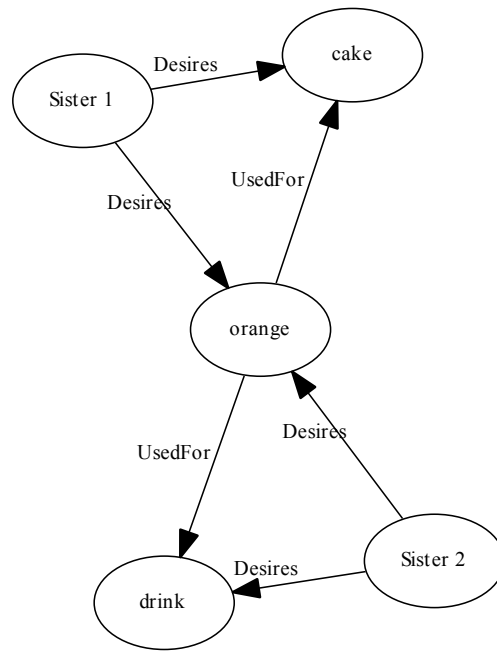 cake
Desires
Sister 1
UsedFor
Desires
orange
Desires
UsedFor
Sister 2
Desires
drink